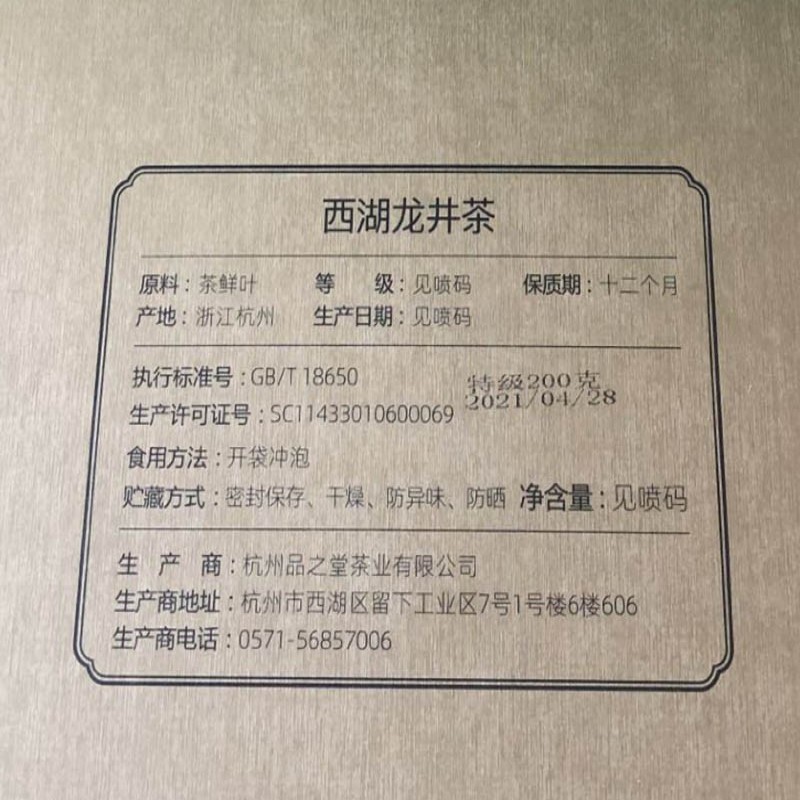 西湖龙井茶
原料：茶鲜叶 等 级：见喷码 保质期：十二个月
产地：浙江杭州 生产日期：见喷码
执行标准号：GB/T 18650
特级200克
生产许可证号：SC11433010600069
2021/04/28
食用方法：开袋冲泡
贮藏方式：密封保存、干燥、防异味、防晒 净含量：见喷码
生 产 商：杭州品之堂茶业有限公司
生产商地址：杭州市西湖区留下工业区7号1号楼6楼606
生产商电话：0571-56857006